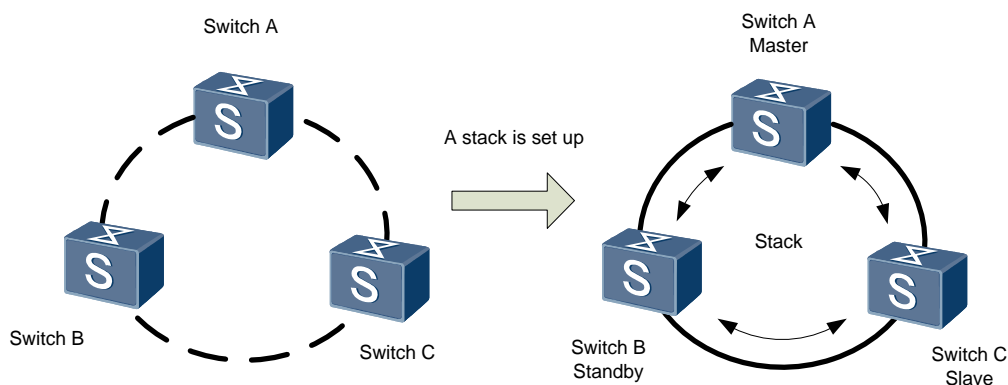 Switch A
S
S
Switch B
S
Switch C
A stack is set up
Switch A
Master
S
Stack
S
Switch B
Standby
S
Switch C
Slave